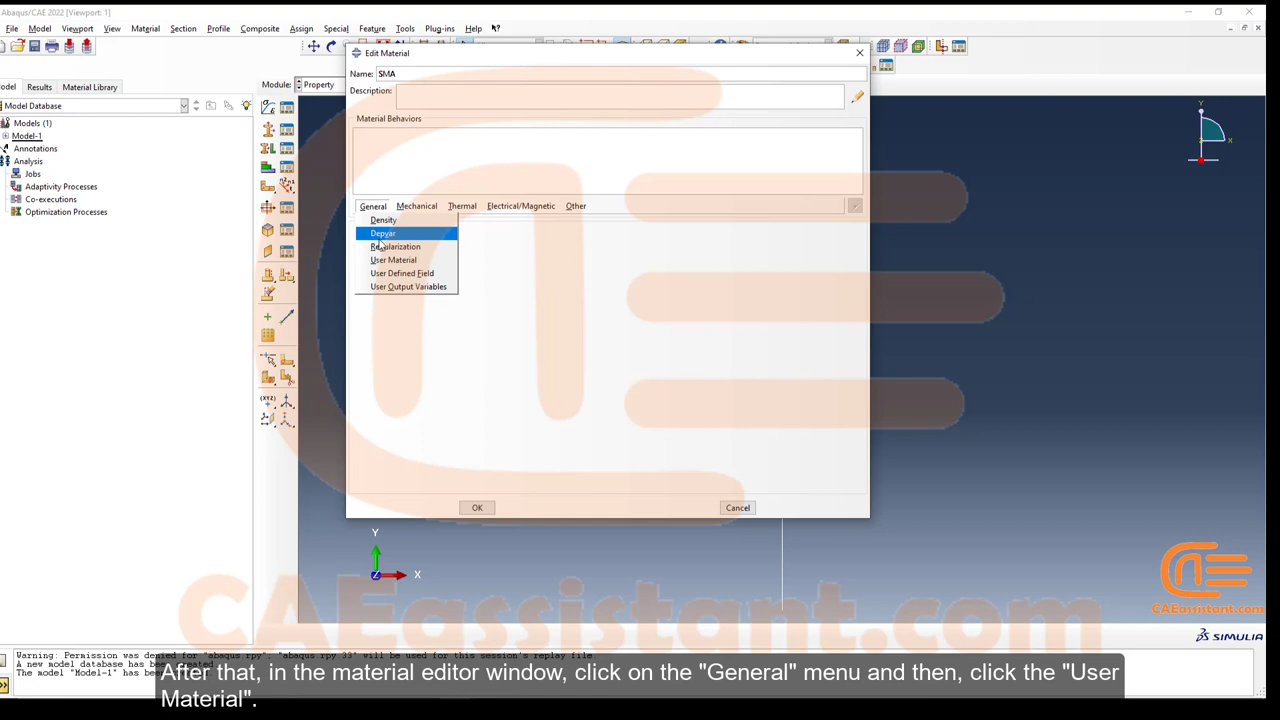 Abaqus/CAE 2022 [Viewport: 1]
File Model Viewport View Material Section Profile Composite Assign Special Feature Tools Plug-ins Help
Edit Material
Name: SMA
Description:
Material Behaviors
General Mechanical Thermal Electrical/Magnetic Other
Density
Depvar
Regularization
User Material
User Defined Field
User Output Variables
OK Cancel
Module: Property
Results Material Library
Model Database
Models (1)
Model-1
Annotations
Analysis
Jobs
Adaptivity Processes
Co-executions
Optimization Processes
(XYZ)
Y
X
Z
Y
X
CAEassistant.com
CAEassistant.com
SIMULIA
Warning: Permission was denied for "abaqus.rpy"; "abaqus.rpy.33" will be used for this session's replay file
A new model database has been created.
The model "Model-1" has been
After that, in the material editor window, click on the "General" menu and then, click the "User
Material".